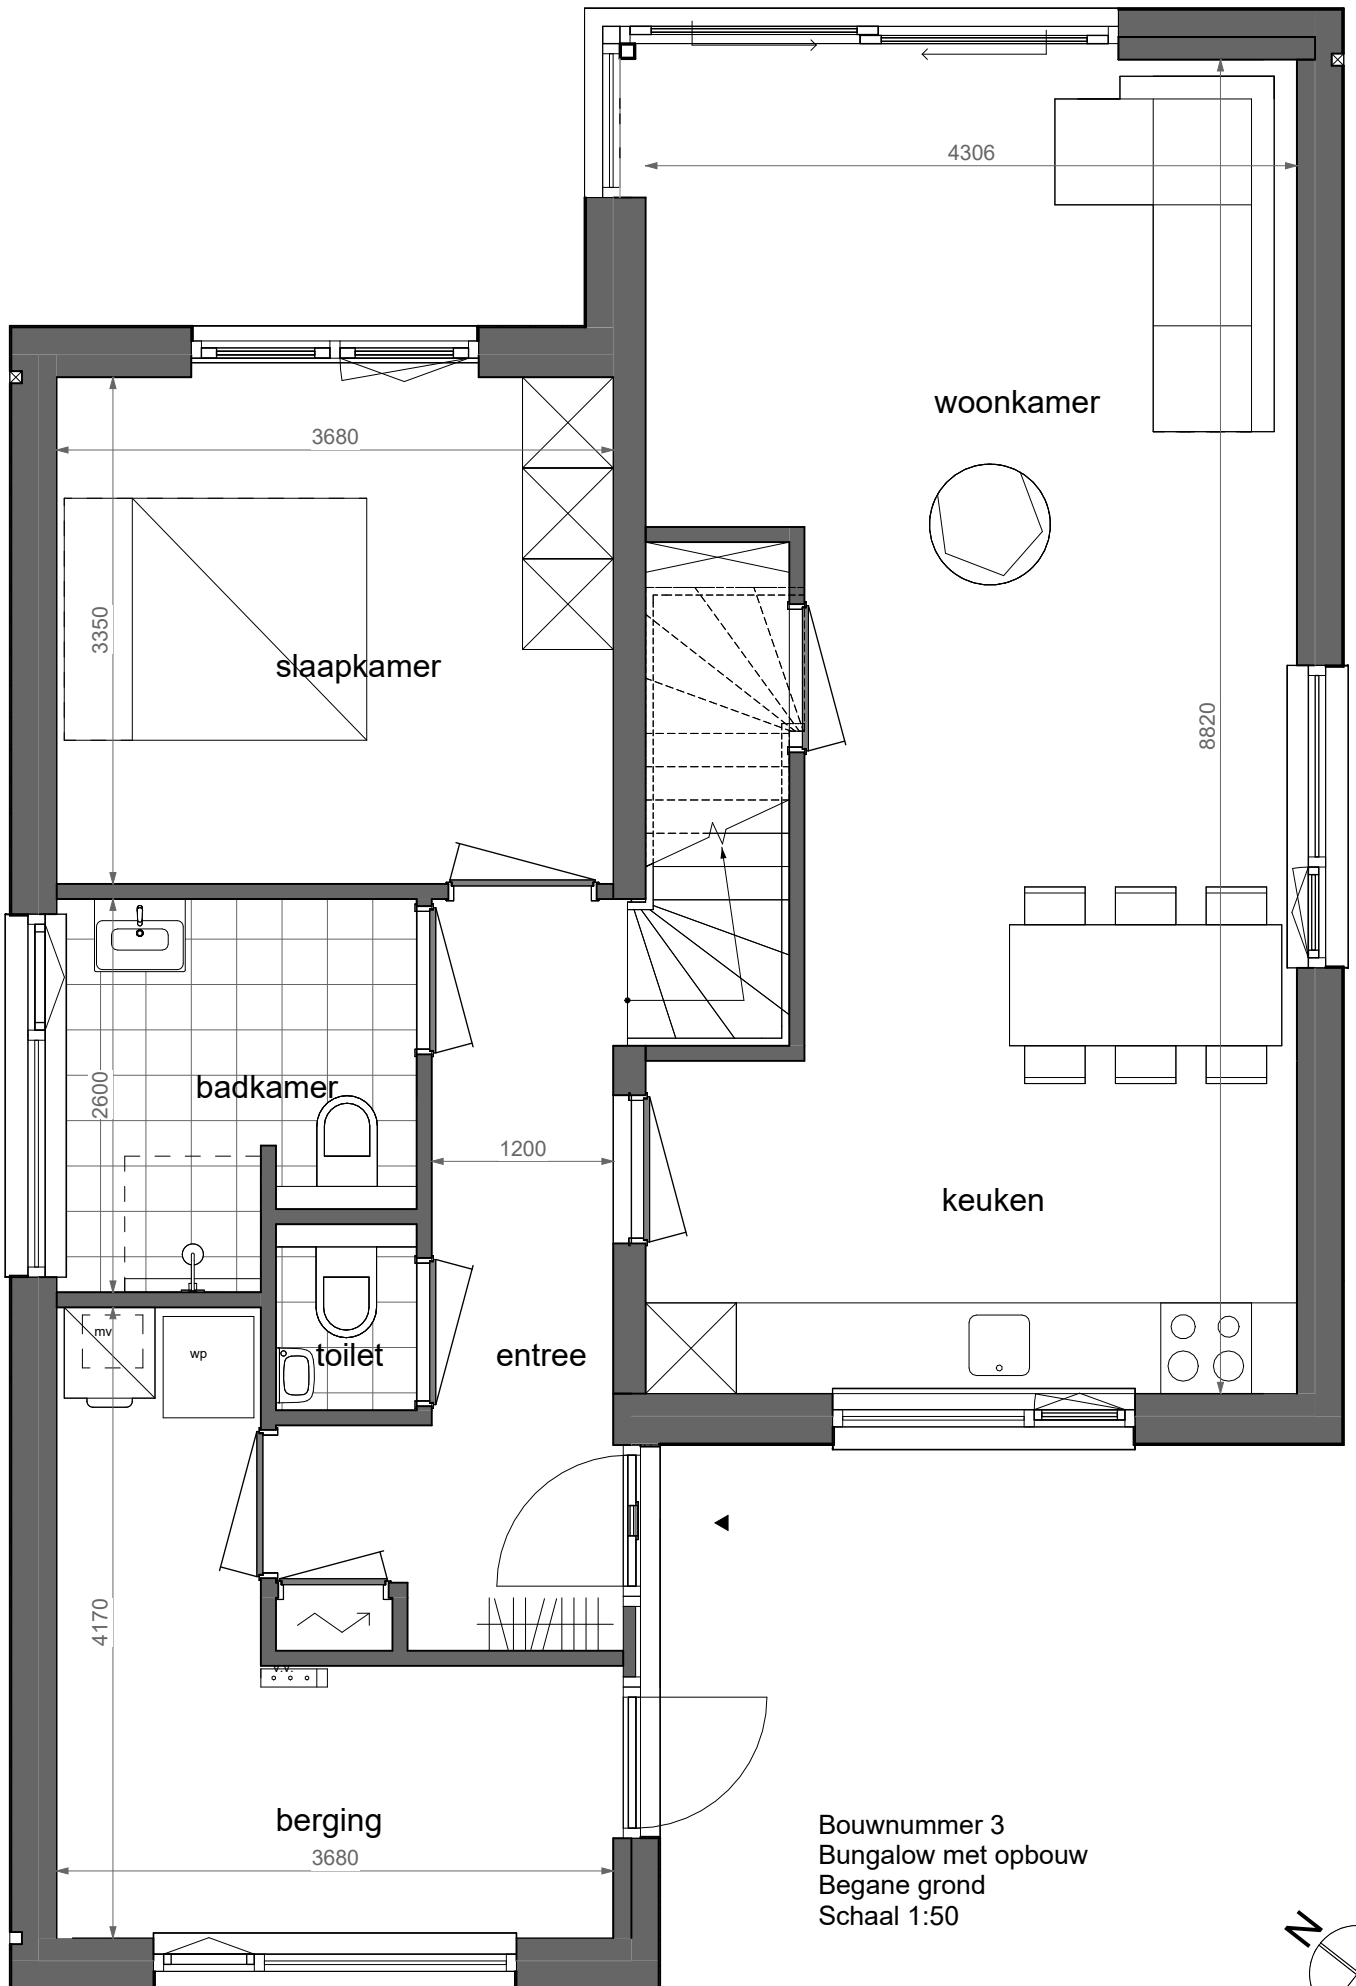 4306
woonkamer
3680
3350
slaapkamer
8820
badkamer
2600
1200
keuken
mv
wp
toilet
entree
4170
v.v.
berging
3680
Bouwnummer 3
Bungalow met opbouw
Begane grond
Schaal 1:50
N